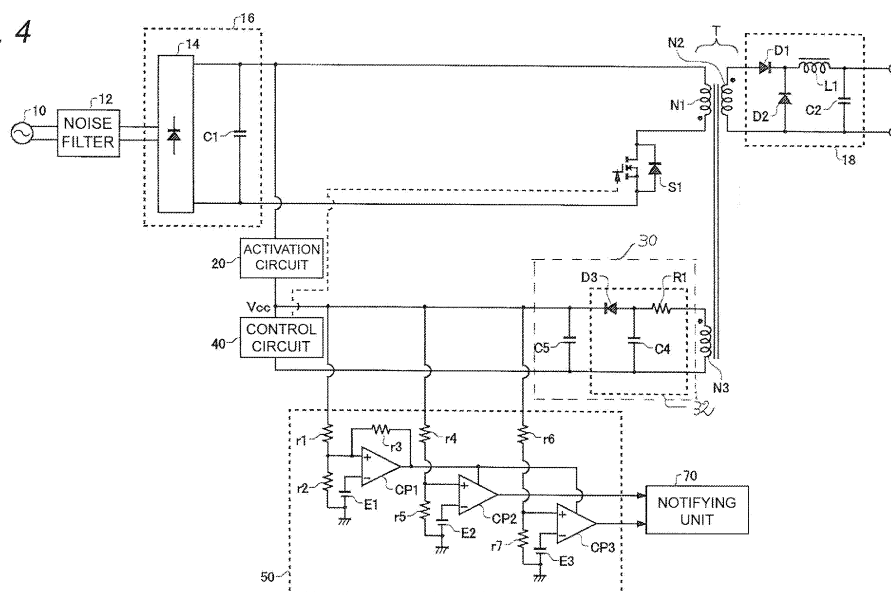 . 4
16
14
10
12
NOISE
FILTER
C1
T
N2
N1
D1
L1
D2
C2
18
S1
20
ACTIVATION
CIRCUIT
30
D3
R1
Vcc
40
CONTROL
CIRCUIT
C5
C4
N3
32
r1
r3
r4
r6
r2
CP1
E1
r5
CP2
E2
r7
CP3
E3
70
NOTIFYING
UNIT
50